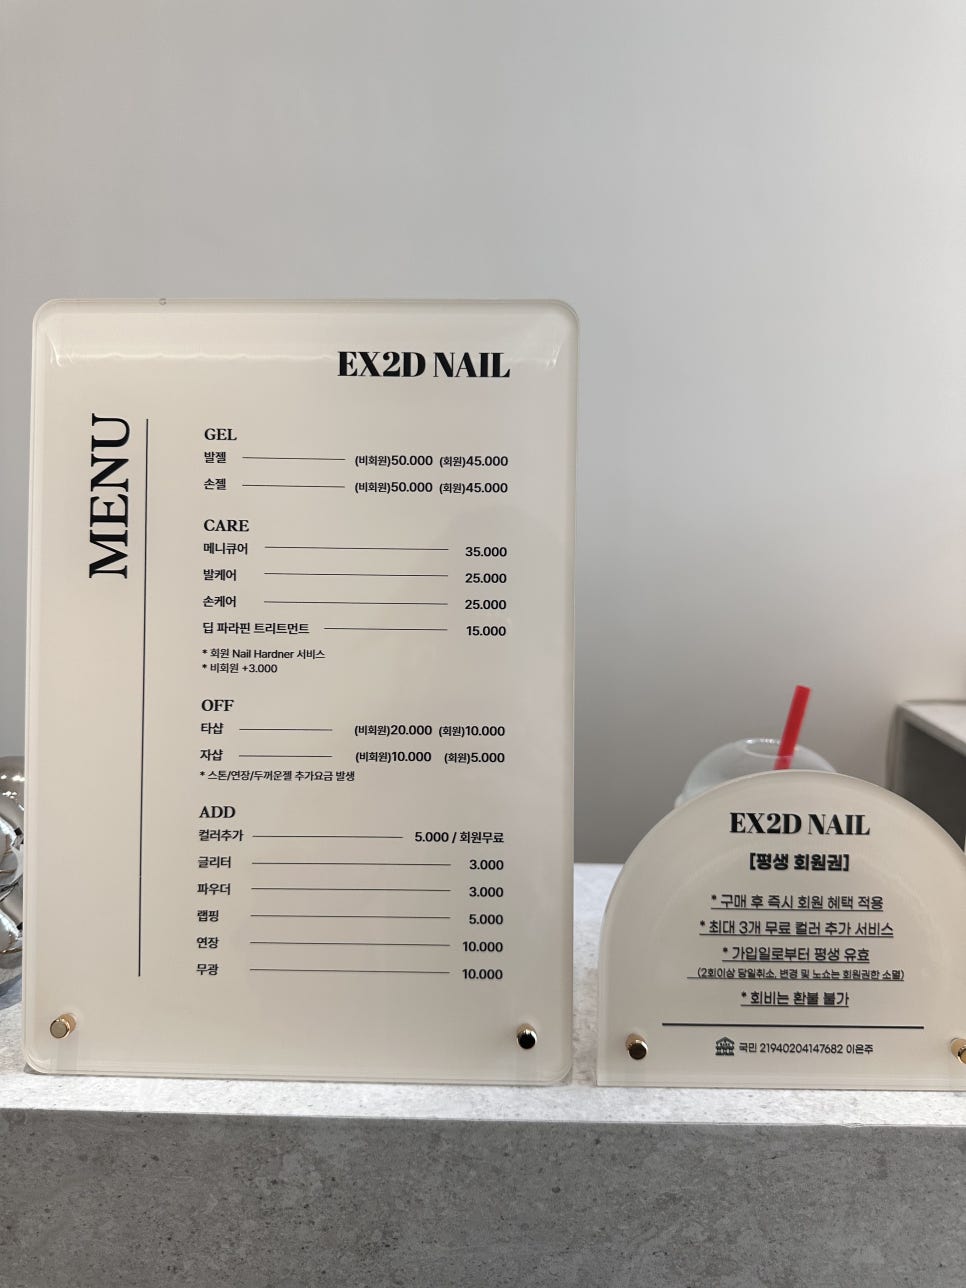 EX2D NAIL
MENU
GEL
발젤 (비회원)50.000 (회원)45.000
손젤 (비회원)50.000 (회원)45.000
CARE
메니큐어 35.000
발케어 25.000
손케어 25.000
딥 파라핀 트리트먼트 15.000
* 회원 Nail Hardner 서비스
* 비회원 +3.000
OFF
타샵 (비회원)20.000 (회원)10.000
자샵 (비회원)10.000 (회원)5.000
* 스톤/연장/두꺼운젤 추가요금 발생
ADD
컬러추가 5.000 / 회원무료
글리터 3.000
파우더 3.000
랩핑 5.000
연장 10.000
무광 10.000
EX2D NAIL
[평생 회원권]
* 구매 후 즉시 회원 혜택 적용
* 최대 3개 무료 컬러 추가 서비스
* 가입일로부터 평생 유효
(2회이상 당일취소, 변경 및 노쇼는 회원권한 소멸)
* 회비는 환불 불가
국민 21940204147682 이은주